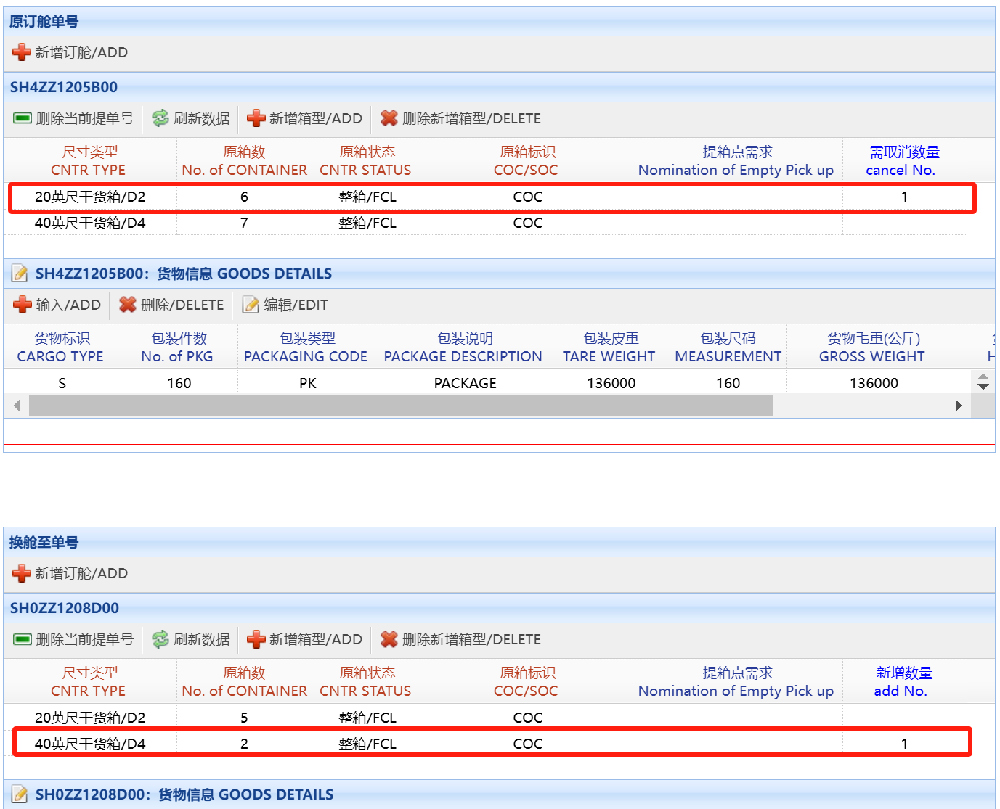 原订舱单号
新增订舱/ADD
SH4ZZ1205B00
删除当前提单号 刷新数据 新增箱型/ADD 删除新增箱型/DELETE
尺寸类型 原箱数 原箱状态 原箱标识 提箱点需求 需取消数量
CNTR TYPE No. of CONTAINER CNTR STATUS COC/SOC Nomination of Empty Pick up cancel No.
20英尺干货箱/D2 6 整箱/FCL COC 1
40英尺干货箱/D4 7 整箱/FCL COC
SH4ZZ1205B00：货物信息 GOODS DETAILS
输入/ADD 删除/DELETE 编辑/EDIT
货物标识 包装件数 包装类型 包装说明 包装皮重 包装尺码 货物毛重(公斤)
CARGO TYPE No. of PKG PACKAGING CODE PACKAGE DESCRIPTION TARE WEIGHT MEASUREMENT GROSS WEIGHT
S 160 PK PACKAGE 136000 160 136000
换舱至单号
新增订舱/ADD
SH0ZZ1208D00
删除当前提单号 刷新数据 新增箱型/ADD 删除新增箱型/DELETE
尺寸类型 原箱数 原箱状态 原箱标识 提箱点需求 新增数量
CNTR TYPE No. of CONTAINER CNTR STATUS COC/SOC Nomination of Empty Pick up add No.
20英尺干货箱/D2 5 整箱/FCL COC
40英尺干货箱/D4 2 整箱/FCL COC 1
SH0ZZ1208D00：货物信息 GOODS DETAILS